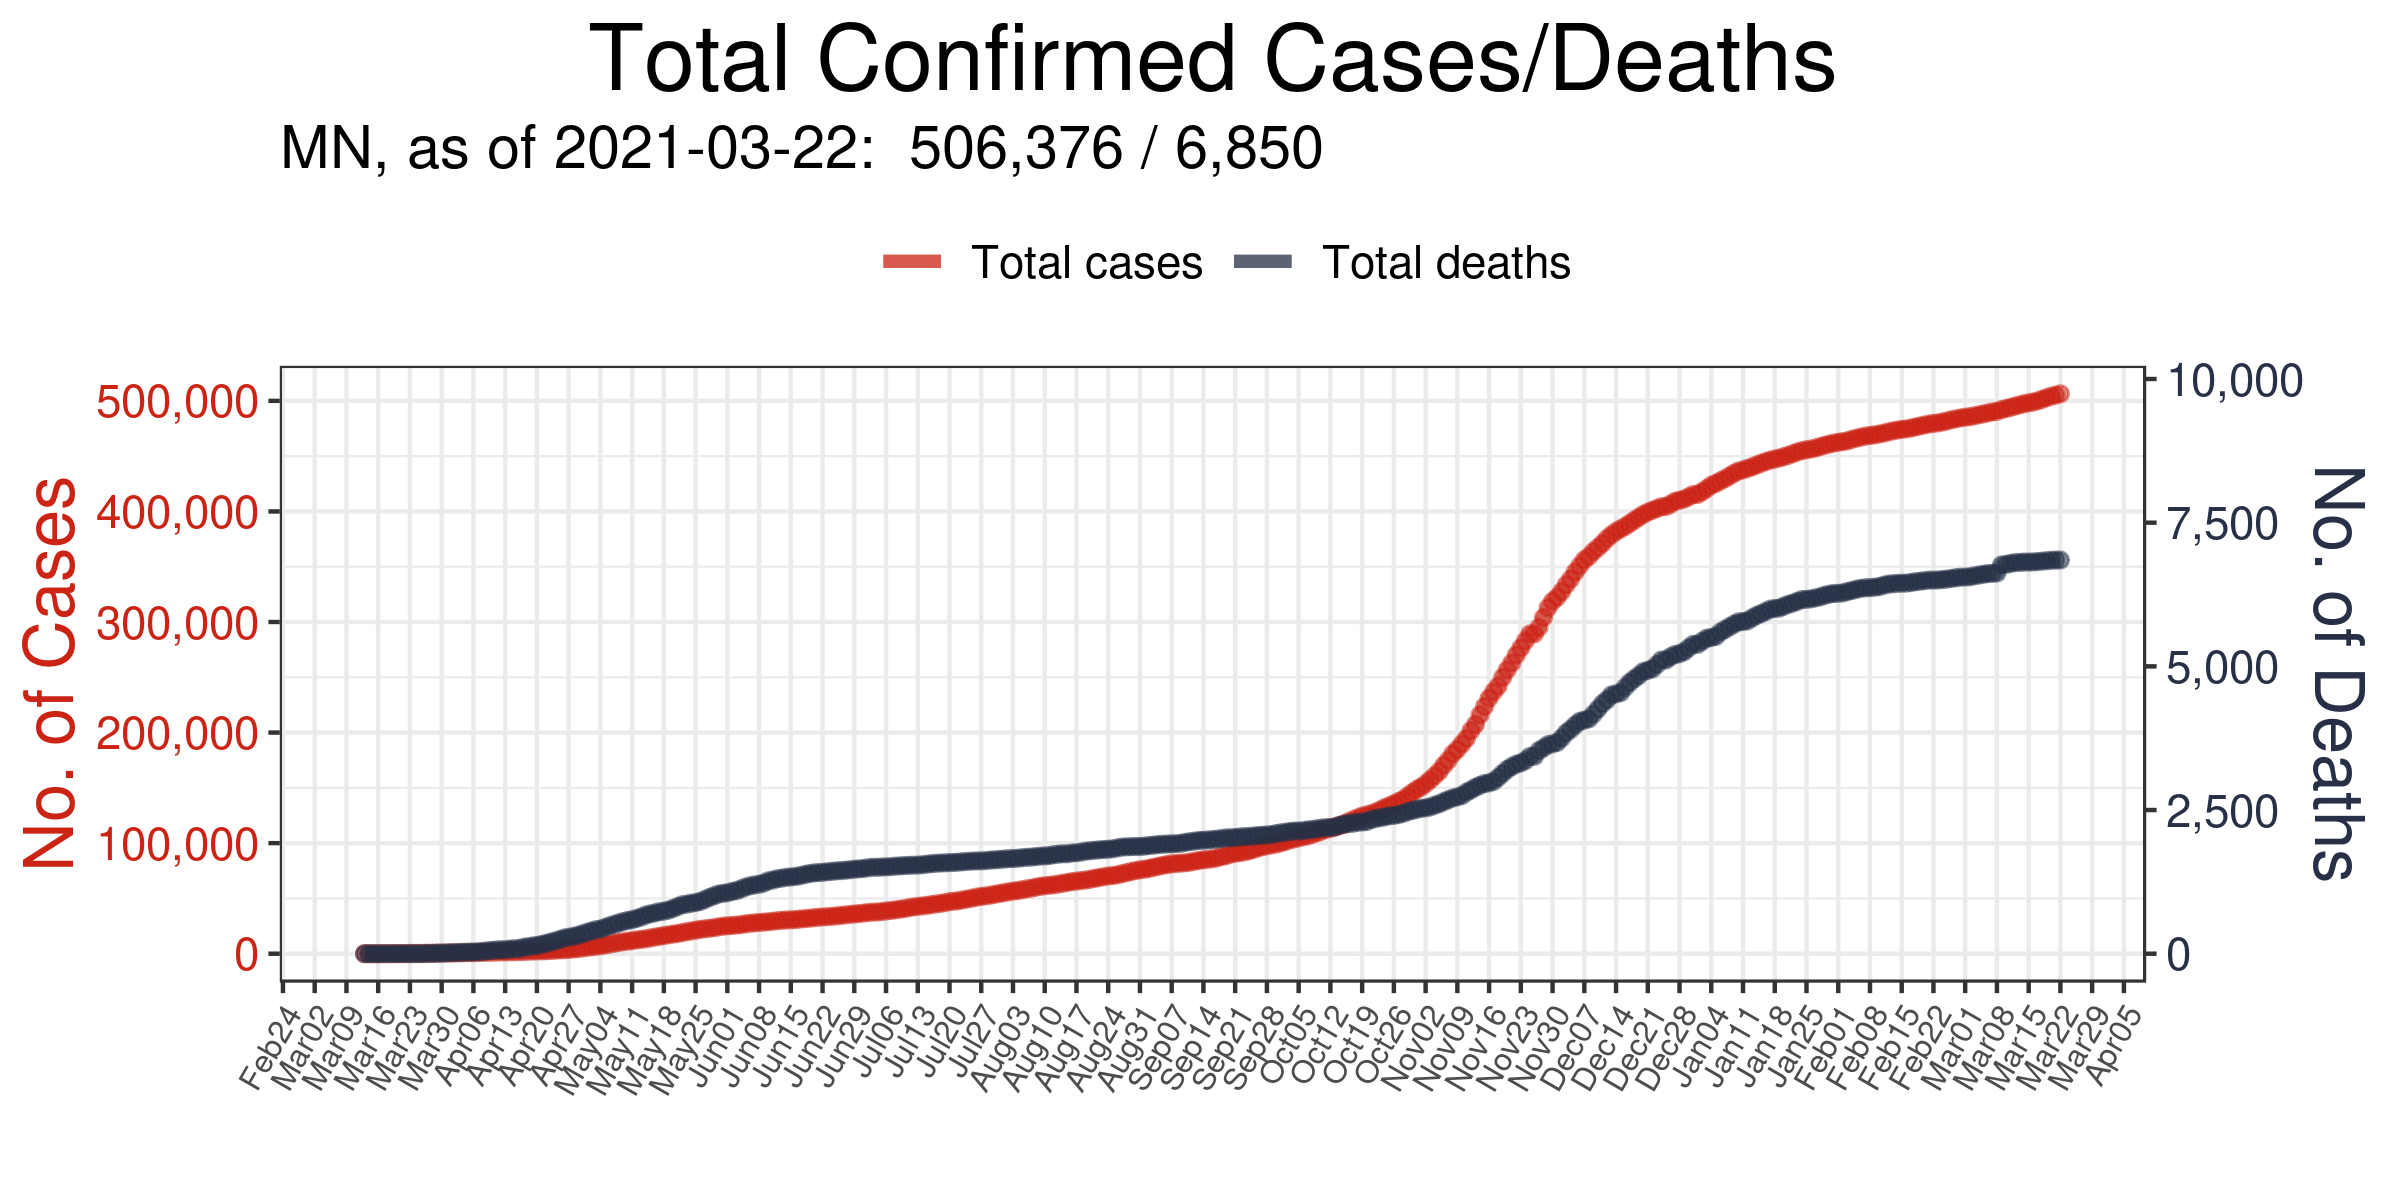 Total Confirmed Cases/Deaths
MN, as of 2021-03-22:  506,376 / 6,850
Total cases
Total deaths
No. of Cases
500,000
400,000
300,000
200,000
100,000
0
10,000
7,500
5,000
2,500
0
No. of Deaths
Feb24
Mar02
Mar09
Mar16
Mar23
Mar30
Apr06
Apr13
Apr20
Apr27
May04
May11
May18
May25
Jun01
Jun08
Jun15
Jun22
Jun29
Jul06
Jul13
Jul20
Jul27
Aug03
Aug10
Aug17
Aug24
Aug31
Sep07
Sep14
Sep21
Sep28
Oct05
Oct12
Oct19
Oct26
Nov02
Nov09
Nov16
Nov23
Nov30
Dec07
Dec14
Dec21
Dec28
Jan04
Jan11
Jan18
Jan25
Feb01
Feb08
Feb15
Feb22
Mar01
Mar08
Mar15
Mar22
Mar29
Apr05